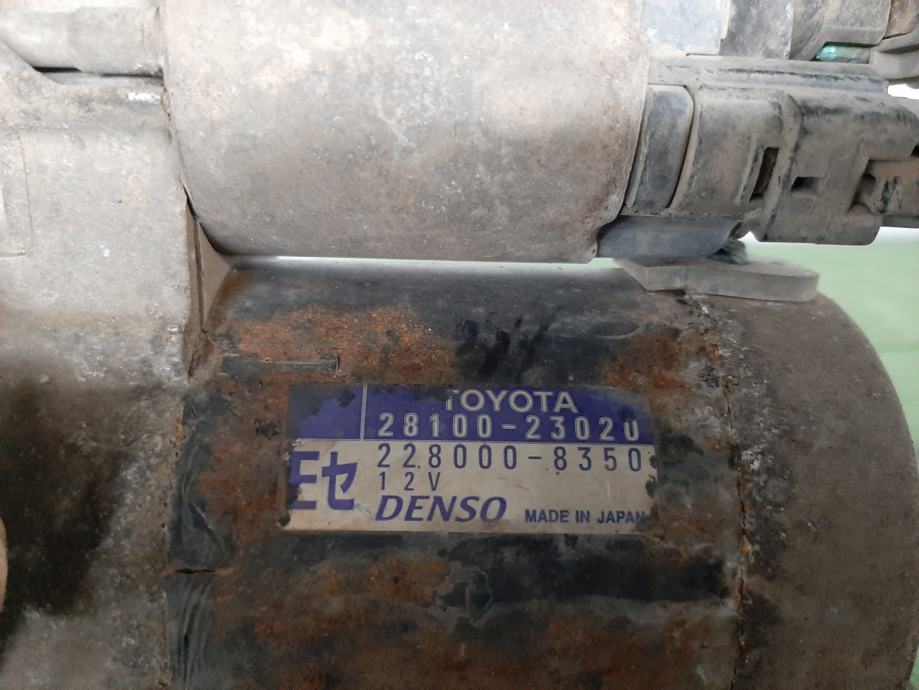 TOYOTA
28100-23020
228000-8350
12V
Eセ
DENSO MADE IN JAPAN